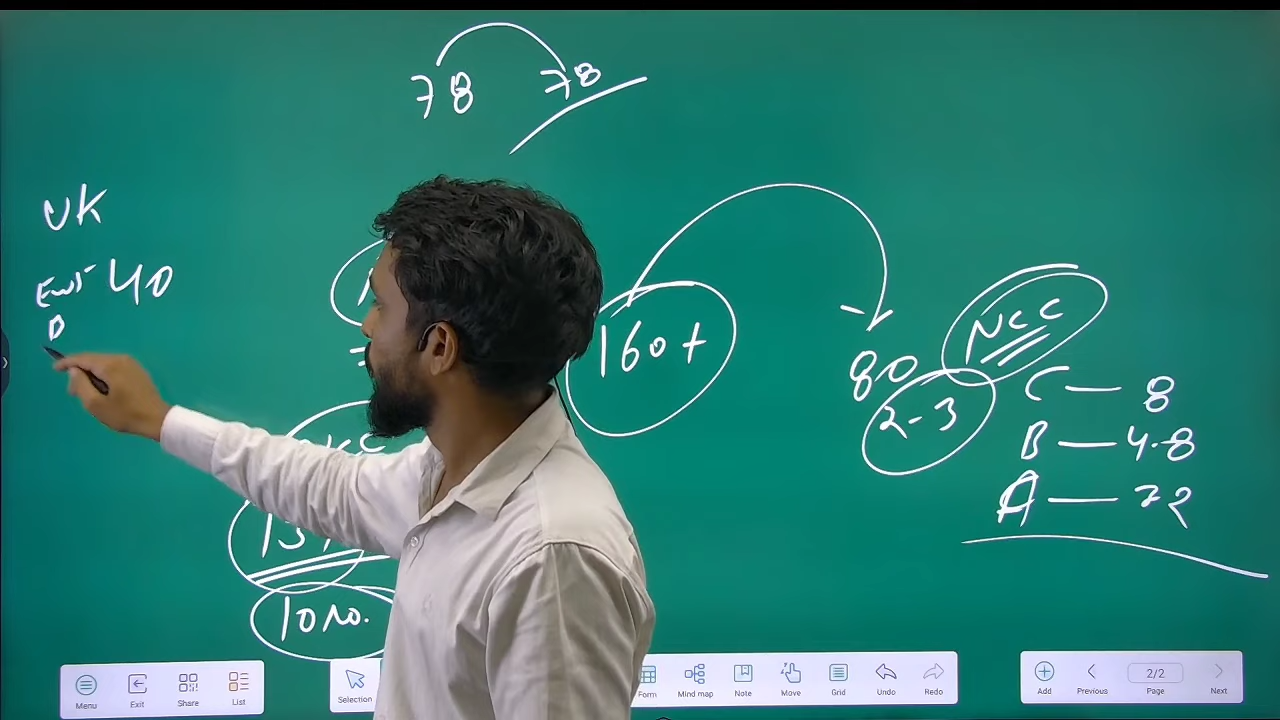 78 78
UK
40
160+
80
NCC
2-3
C — 8
B — 4.8
A — 72
10 No.
Menu
Exit
Share
List
Selection
Form
Mind map
Note
Move
Grid
Undo
Redo
Add
Previous
2/2
Page
Next